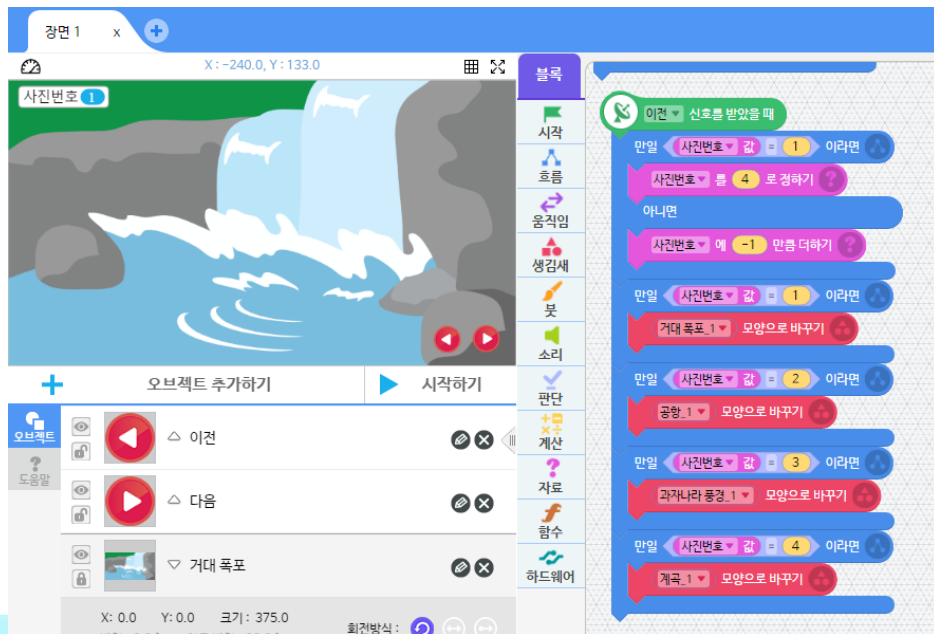 장면 1 x
X : -240.0, Y : 133.0
사진번호 1
블록
시작
흐름
움직임
생김새
붓
소리
판단
계산
자료
함수
하드웨어
이전 신호를 받았을 때
만일 사진번호 값 = 1 이라면
사진번호 를 4 로 정하기 ?
아니면
사진번호 에 -1 만큼 더하기 ?
만일 사진번호 값 = 1 이라면
거대 폭포_1 모양으로 바꾸기
만일 사진번호 값 = 2 이라면
공항_1 모양으로 바꾸기
만일 사진번호 값 = 3 이라면
과자나라 풍경_1 모양으로 바꾸기
만일 사진번호 값 = 4 이라면
계곡_1 모양으로 바꾸기
오브젝트 추가하기
시작하기
오브젝트
?
도움말
이전
다음
거대 폭포
X: 0.0 Y: 0.0 크기 : 375.0
회전방식 :